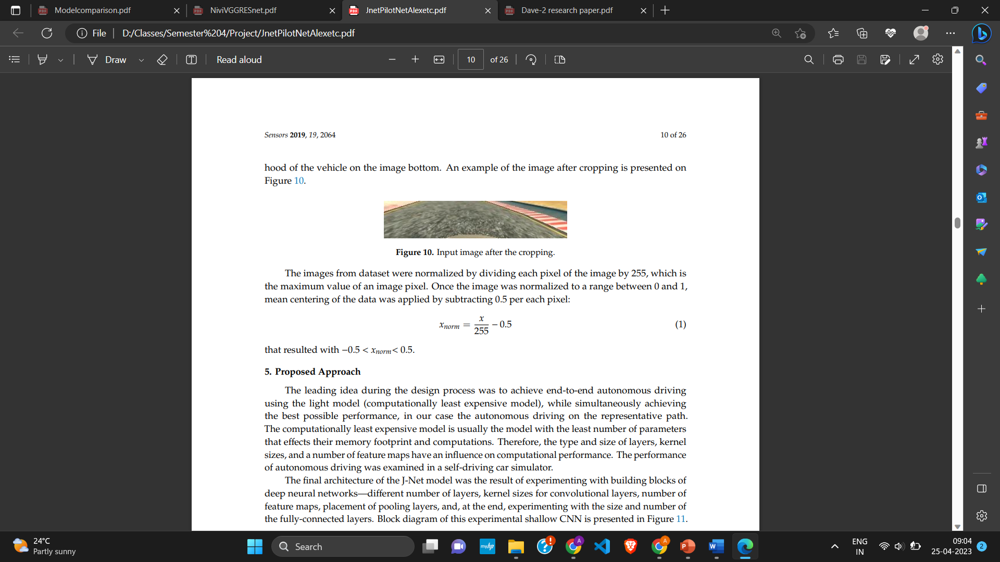 Modelcomparison.pdf
NiviVGGRESnet.pdf
JnetPilotNetAlexetc.pdf
Dave-2 research paper.pdf
File
D:/Classes/Semester%204/Project/JnetPilotNetAlexetc.pdf
Draw
Read aloud
10 of 26
Sensors 2019, 19, 2064
10 of 26
hood of the vehicle on the image bottom. An example of the image after cropping is presented on
Figure 10.
Figure 10. Input image after the cropping.
The images from dataset were normalized by dividing each pixel of the image by 255, which is
the maximum value of an image pixel. Once the image was normalized to a range between 0 and 1,
mean centering of the data was applied by subtracting 0.5 per each pixel:
x_norm = x/255 − 0.5 (1)
that resulted with −0.5 < x_norm < 0.5.
5. Proposed Approach
The leading idea during the design process was to achieve end-to-end autonomous driving
using the light model (computationally least expensive model), while simultaneously achieving
the best possible performance, in our case the autonomous driving on the representative path.
The computationally least expensive model is usually the model with the least number of parameters
that effects their memory footprint and computations. Therefore, the type and size of layers, kernel
sizes, and a number of feature maps have an influence on computational performance. The performance
of autonomous driving was examined in a self-driving car simulator.
The final architecture of the J-Net model was the result of experimenting with building blocks of
deep neural networks—different number of layers, kernel sizes for convolutional layers, number of
feature maps, placement of pooling layers, and, at the end, experimenting with the size and number of
the fully-connected layers. Block diagram of this experimental shallow CNN is presented in Figure 11.
24°C
Partly sunny
Search
myhp
ENG
IN
09:04
25-04-2023
2